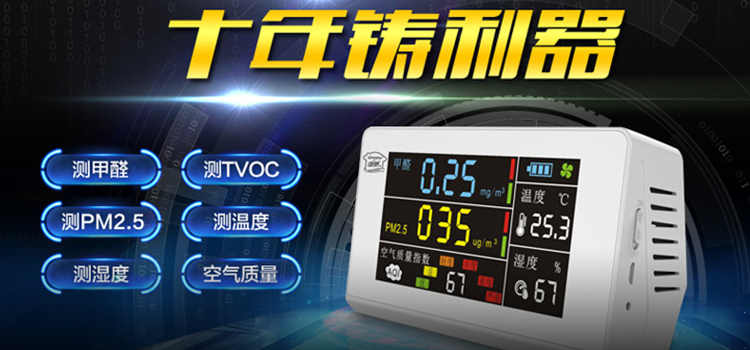 十年铸利器
测甲醛
测TVOC
测PM2.5
测温度
测湿度
空气质量
甲醛
0.25 mg/m³
PM2.5
035 ug/m³
空气质量指数
AQI
67
温度 ℃
25.3
湿度 %
67